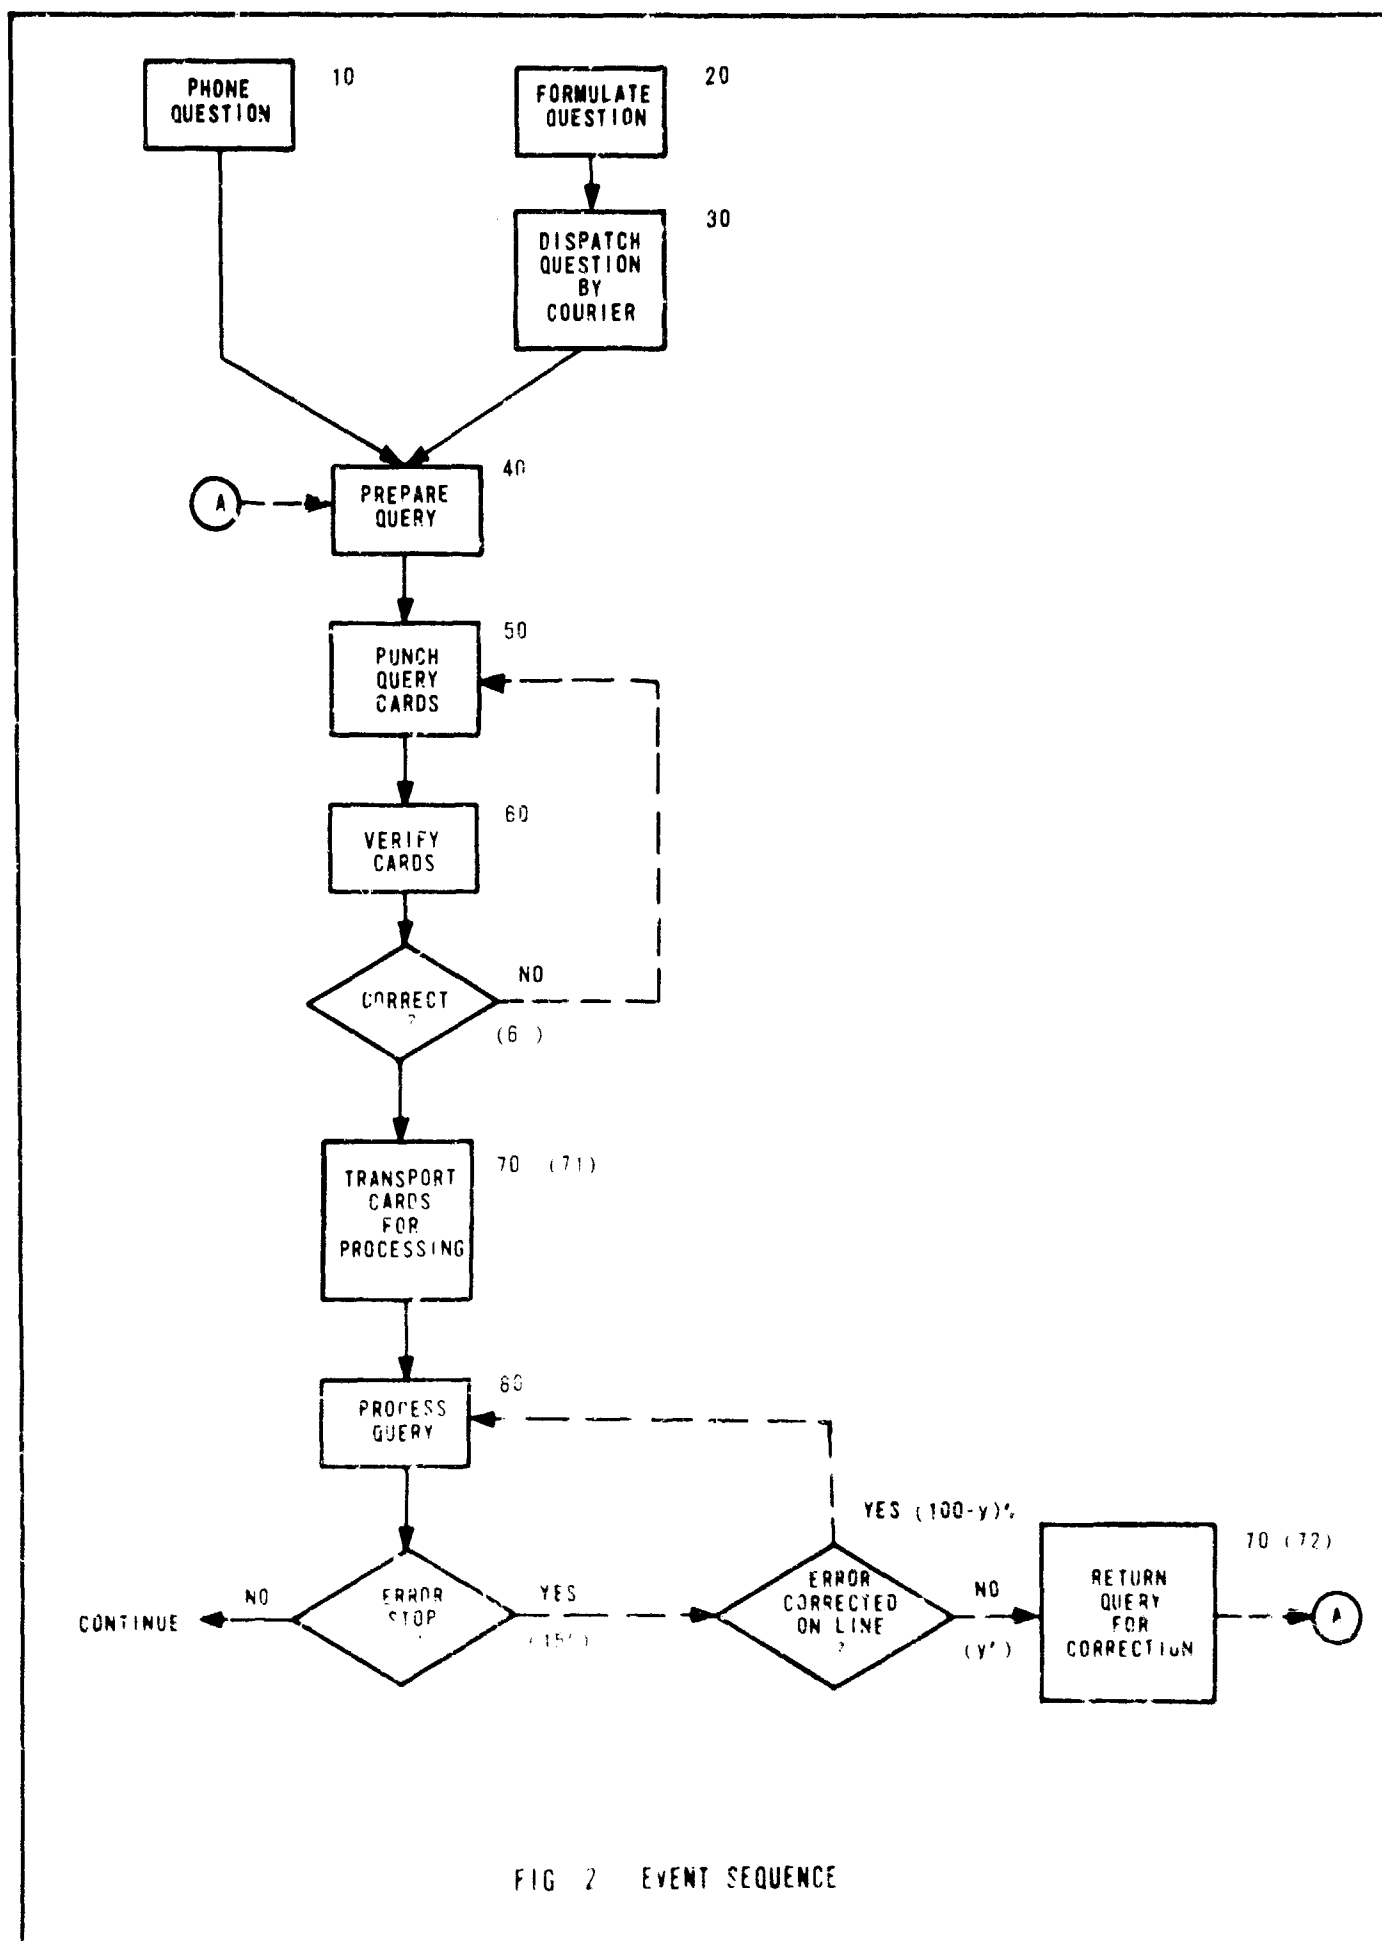 PHONE
QUESTION
10
FORMULATE
QUESTION
20
DISPATCH
QUESTION
BY
COURIER
30
A
PREPARE
QUERY
40
PUNCH
QUERY
CARDS
50
VERIFY
CARDS
60
CORRECT
?
NO
(6 )
TRANSPORT
CARDS
FOR
PROCESSING
70 (71)
PROCESS
QUERY
80
YES (100-y)%
ERROR
STOP
NO
CONTINUE
YES
ERROR
CORRECTED
ON LINE
?
NO
RETURN
QUERY
FOR
CORRECTION
70 (72)
A
FIG 2 EVENT SEQUENCE